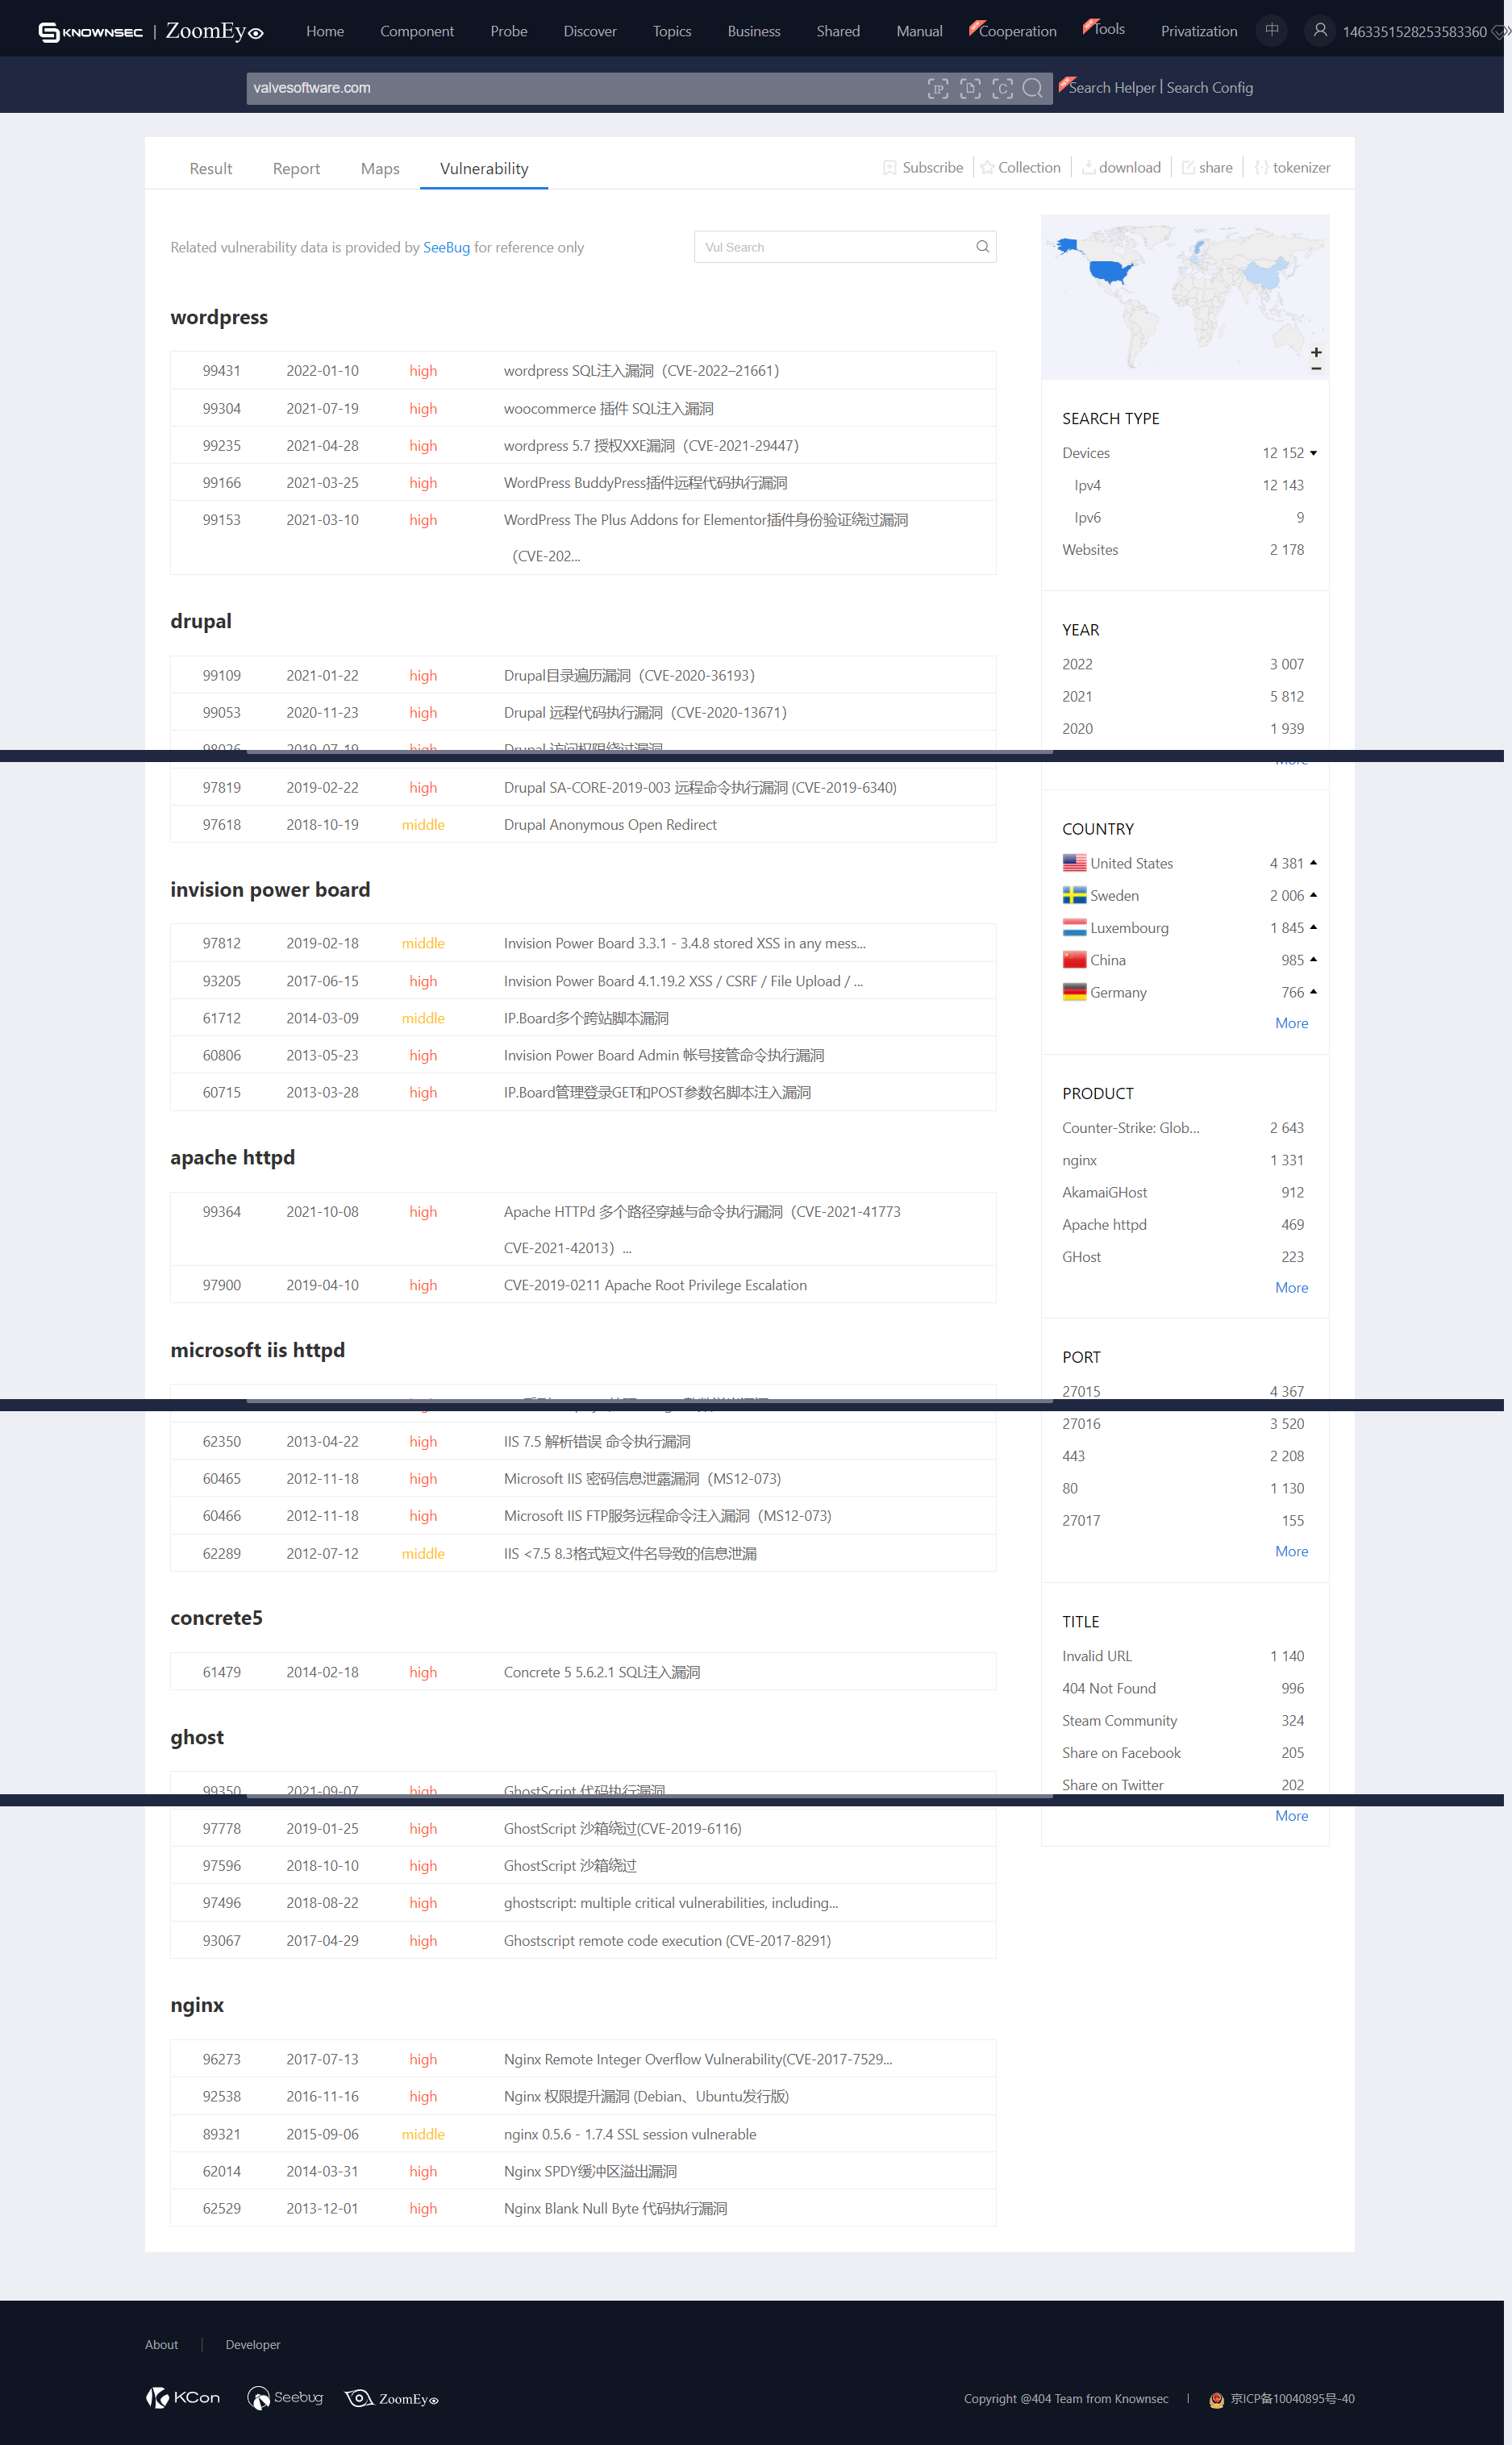 KNOWNSEC | ZoomEye
Home Component Probe Discover Topics Business Shared Manual Cooperation Tools Privatization 中 1463351528253583360
valvesoftware.com IP C Search Helper | Search Config
Result Report Maps Vulnerability Subscribe Collection download share tokenizer
Related vulnerability data is provided by SeeBug for reference only
Vul Search
wordpress
99431 2022-01-10 high wordpress SQL注入漏洞（CVE-2022–21661）
99304 2021-07-19 high woocommerce 插件 SQL注入漏洞
99235 2021-04-28 high wordpress 5.7 授权XXE漏洞（CVE-2021-29447）
99166 2021-03-25 high WordPress BuddyPress插件远程代码执行漏洞
99153 2021-03-10 high WordPress The Plus Addons for Elementor插件身份验证绕过漏洞
（CVE-202...
drupal
99109 2021-01-22 high Drupal目录遍历漏洞（CVE-2020-36193）
99053 2020-11-23 high Drupal 远程代码执行漏洞（CVE-2020-13671）
98026 2019-07-19 high Drupal 访问权限绕过漏洞
97819 2019-02-22 high Drupal SA-CORE-2019-003 远程命令执行漏洞 (CVE-2019-6340)
97618 2018-10-19 middle Drupal Anonymous Open Redirect
invision power board
97812 2019-02-18 middle Invision Power Board 3.3.1 - 3.4.8 stored XSS in any mess...
93205 2017-06-15 high Invision Power Board 4.1.19.2 XSS / CSRF / File Upload / ...
61712 2014-03-09 middle IP.Board多个跨站脚本漏洞
60806 2013-05-23 high Invision Power Board Admin 帐号接管命令执行漏洞
60715 2013-03-28 high IP.Board管理登录GET和POST参数名脚本注入漏洞
apache httpd
99364 2021-10-08 high Apache HTTPd 多个路径穿越与命令执行漏洞（CVE-2021-41773
CVE-2021-42013）...
97900 2019-04-10 high CVE-2019-0211 Apache Root Privilege Escalation
microsoft iis httpd
62350 2013-04-22 high IIS 7.5 解析错误 命令执行漏洞
60465 2012-11-18 high Microsoft IIS 密码信息泄露漏洞（MS12-073)
60466 2012-11-18 high Microsoft IIS FTP服务远程命令注入漏洞（MS12-073)
62289 2012-07-12 middle IIS <7.5 8.3格式短文件名导致的信息泄漏
concrete5
61479 2014-02-18 high Concrete 5 5.6.2.1 SQL注入漏洞
ghost
99350 2021-09-07 high GhostScript 代码执行漏洞
97778 2019-01-25 high GhostScript 沙箱绕过(CVE-2019-6116)
97596 2018-10-10 high GhostScript 沙箱绕过
97496 2018-08-22 high ghostscript: multiple critical vulnerabilities, including...
93067 2017-04-29 high Ghostscript remote code execution (CVE-2017-8291)
nginx
96273 2017-07-13 high Nginx Remote Integer Overflow Vulnerability(CVE-2017-7529...
92538 2016-11-16 high Nginx 权限提升漏洞 (Debian、Ubuntu发行版)
89321 2015-09-06 middle nginx 0.5.6 - 1.7.4 SSL session vulnerable
62014 2014-03-31 high Nginx SPDY缓冲区溢出漏洞
62529 2013-12-01 high Nginx Blank Null Byte 代码执行漏洞
+
−
SEARCH TYPE
Devices 12 152
Ipv4 12 143
Ipv6 9
Websites 2 178
YEAR
2022 3 007
2021 5 812
2020 1 939
More
COUNTRY
United States 4 381
Sweden 2 006
Luxembourg 1 845
China 985
Germany 766
More
PRODUCT
Counter-Strike: Glob... 2 643
nginx 1 331
AkamaiGHost 912
Apache httpd 469
GHost 223
More
PORT
27015 4 367
27016 3 520
443 2 208
80 1 130
27017 155
More
TITLE
Invalid URL 1 140
404 Not Found 996
Steam Community 324
Share on Facebook 205
Share on Twitter 202
More
About | Developer
KCon Seebug ZoomEye
Copyright @404 Team from Knownsec | 京ICP备10040895号-40